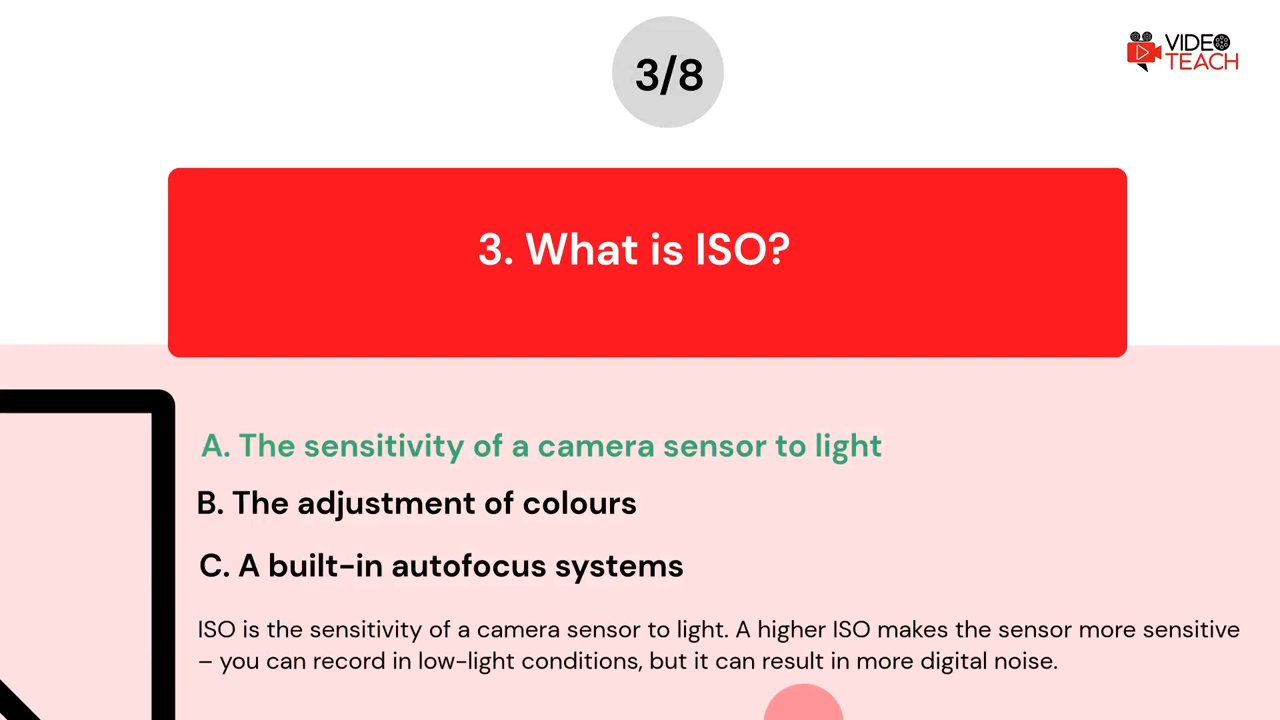 3/8
VIDEO
TEACH
3. What is ISO?
A. The sensitivity of a camera sensor to light
B. The adjustment of colours
C. A built-in autofocus systems
ISO is the sensitivity of a camera sensor to light. A higher ISO makes the sensor more sensitive
– you can record in low-light conditions, but it can result in more digital noise.